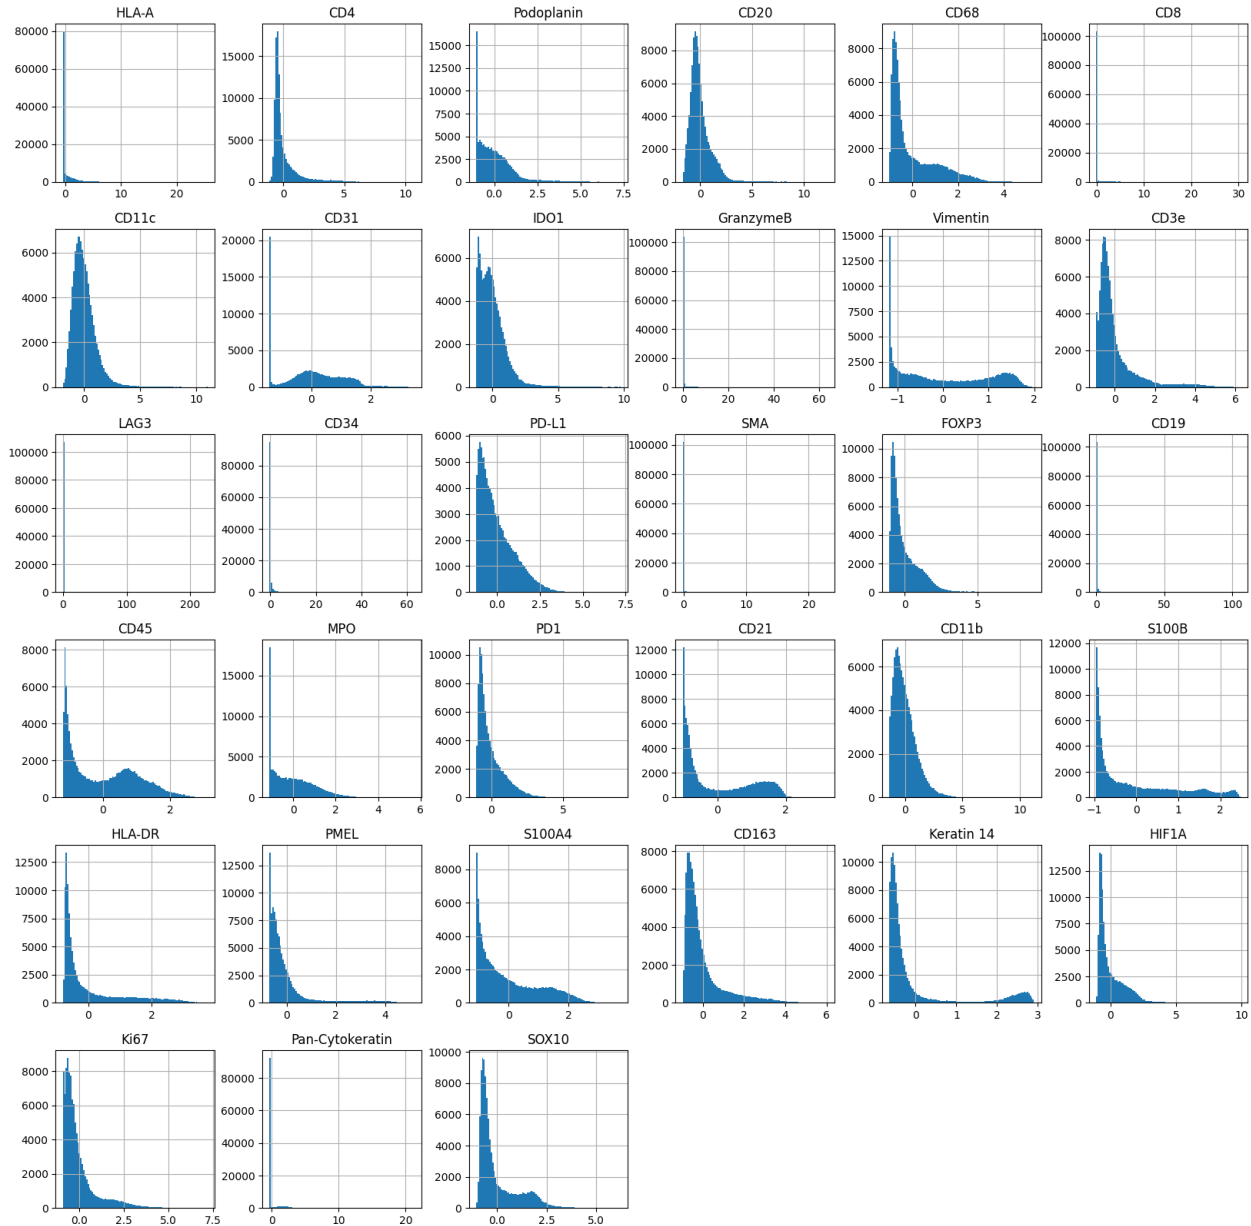 HLA-A CD4 Podoplanin CD20 CD68 CD8
80000 60000 40000 20000 0
0 10 20
15000 10000 5000 0
0 5 10
15000 12500 10000 7500 5000 2500 0
0.0 2.5 5.0 7.5
8000 6000 4000 2000 0
0 5 10
8000 6000 4000 2000 0
0 2 4
100000 80000 60000 40000 20000 0
0 10 20 30
CD11c CD31 IDO1 GranzymeB Vimentin CD3e
6000 4000 2000 0
0 5 10
20000 15000 10000 5000 0
0 2
7000 6000 5000 4000 3000 2000 1000 0
0 5 10
100000 80000 60000 40000 20000 0
0 20 40 60
15000 12500 10000 7500 5000 2500 0
−1 0 1 2
8000 6000 4000 2000 0
0 2 4 6
LAG3 CD34 PD-L1 SMA FOXP3 CD19
100000 80000 60000 40000 20000 0
0 100 200
80000 60000 40000 20000 0
0 20 40 60
6000 5000 4000 3000 2000 1000 0
0.0 2.5 5.0 7.5
100000 80000 60000 40000 20000 0
0 10 20
10000 8000 6000 4000 2000 0
0 5
100000 80000 60000 40000 20000 0
0 50 100
CD45 MPO PD1 CD21 CD11b S100B
8000 6000 4000 2000 0
0 2
15000 10000 5000 0
0 2 4 6
10000 8000 6000 4000 2000 0
0 5
12000 10000 8000 6000 4000 2000 0
0 1 2
6000 4000 2000 0
0 5 10
12000 10000 8000 6000 4000 2000 0
−1 0 1 2
HLA-DR PMEL S100A4 CD163 Keratin 14 HIF1A
12500 10000 7500 5000 2500 0
0 2
12500 10000 7500 5000 2500 0
0 2 4
8000 6000 4000 2000 0
0 2
8000 6000 4000 2000 0
0 2 4 6
10000 8000 6000 4000 2000 0
0 1 2 3
12500 10000 7500 5000 2500 0
0 5 10
Ki67 Pan-Cytokeratin SOX10
8000 6000 4000 2000 0
0.0 2.5 5.0 7.5
80000 60000 40000 20000 0
0 10 20
10000 8000 6000 4000 2000 0
0.0 2.5 5.0